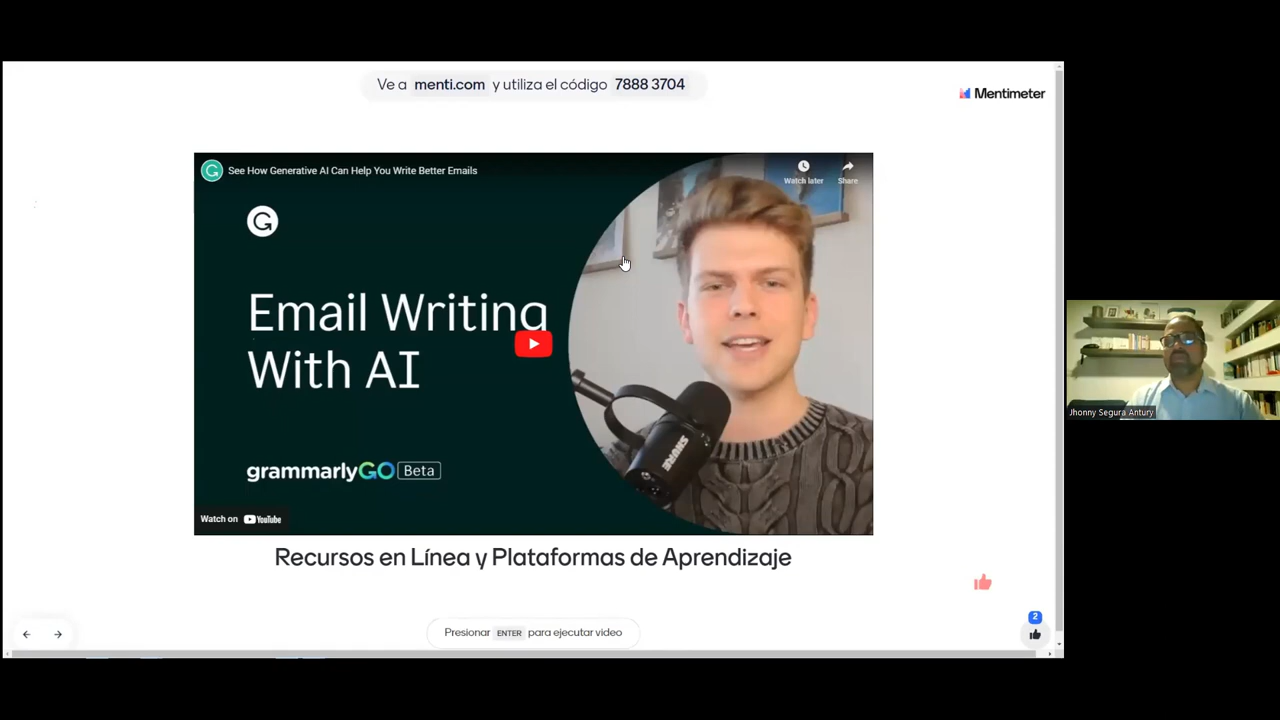 Ve a menti.com y utiliza el código 7888 3704
Mentimeter
See How Generative AI Can Help You Write Better Emails
Watch later
Share
Email Writing
With AI
grammarlyGO Beta
SHURE
Watch on YouTube
Recursos en Línea y Plataformas de Aprendizaje
Presionar ENTER para ejecutar video
2
Jhonny Segura Antury